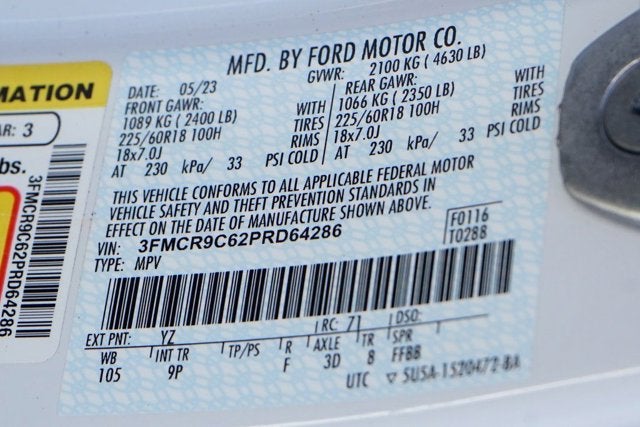 MFD. BY FORD MOTOR CO.
DATE: 05/23
GVWR: 2100 KG ( 4630 LB)
FRONT GAWR:
1089 KG ( 2400 LB) WITH
225/60R18 100H TIRES
18x7.0J RIMS
AT 230 kPa/ 33 PSI COLD
REAR GAWR:
1066 KG ( 2350 LB) WITH
225/60R18 100H TIRES
18x7.0J RIMS
AT 230 kPa/ 33 PSI COLD
THIS VEHICLE CONFORMS TO ALL APPLICABLE FEDERAL MOTOR
VEHICLE SAFETY AND THEFT PREVENTION STANDARDS IN
EFFECT ON THE DATE OF MANUFACTURE SHOWN ABOVE.
VIN: 3FMCR9C62PRD64286
F0116
T0288
TYPE: MPV
EXT PNT: YZ RC: 71 DSO:
WB INT TR TP/PS R AXLE TR SPR
105 9P F 3D 8 FFBB
UTC ▽ 5U5A-1520472-BA
MATION
AR: 3
bs.
3FMCR9C62PRD64286